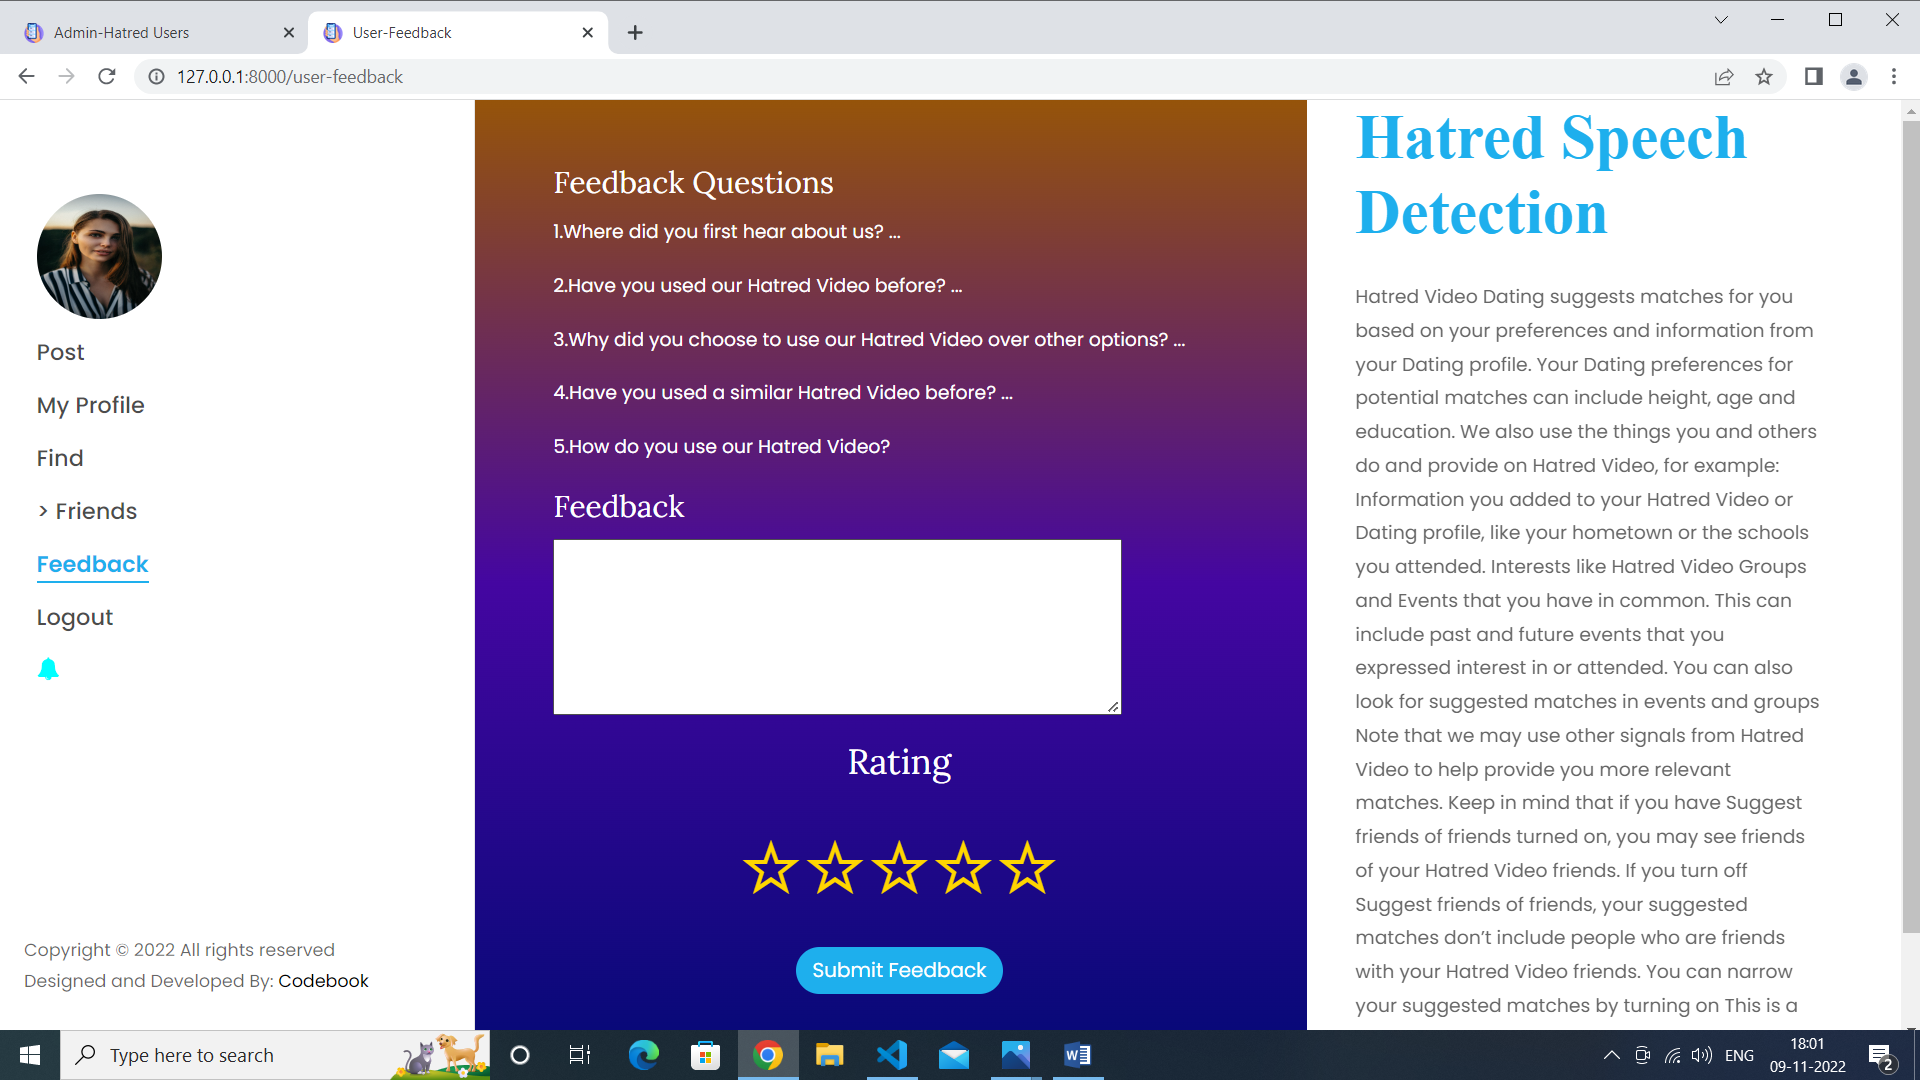 Admin-Hatred Users
User-Feedback
127.0.0.1:8000/user-feedback
Post
My Profile
Find
> Friends
Feedback
Logout
Copyright © 2022 All rights reserved
Designed and Developed By: Codebook
Feedback Questions
1.Where did you first hear about us? ...
2.Have you used our Hatred Video before? ...
3.Why did you choose to use our Hatred Video over other options? ...
4.Have you used a similar Hatred Video before? ...
5.How do you use our Hatred Video?
Feedback
Rating
Submit Feedback
Hatred Speech
Detection
Hatred Video Dating suggests matches for you
based on your preferences and information from
your Dating profile. Your Dating preferences for
potential matches can include height, age and
education. We also use the things you and others
do and provide on Hatred Video, for example:
Information you added to your Hatred Video or
Dating profile, like your hometown or the schools
you attended. Interests like Hatred Video Groups
and Events that you have in common. This can
include past and future events that you
expressed interest in or attended. You can also
look for suggested matches in events and groups
Note that we may use other signals from Hatred
Video to help provide you more relevant
matches. Keep in mind that if you have Suggest
friends of friends turned on, you may see friends
of your Hatred Video friends. If you turn off
Suggest friends of friends, your suggested
matches don’t include people who are friends
with your Hatred Video friends. You can narrow
your suggested matches by turning on This is a
Type here to search
W
ENG
18:01
09-11-2022
2